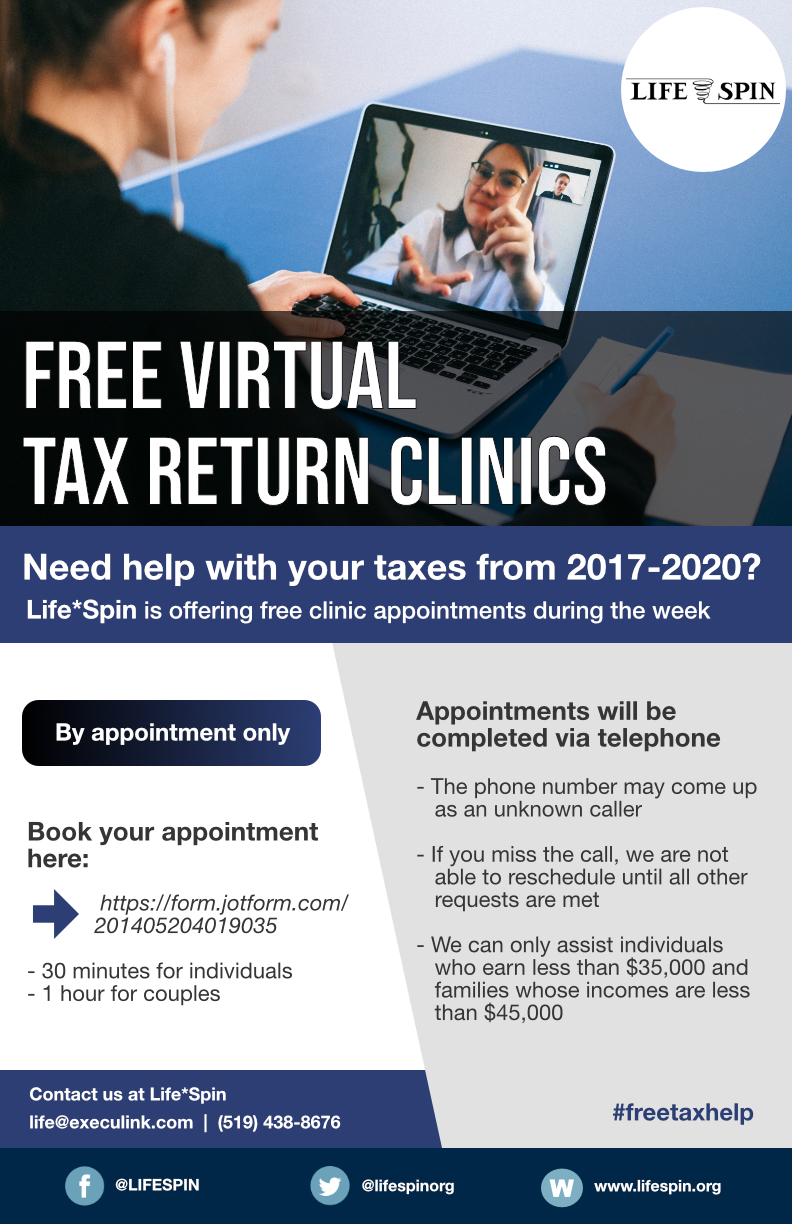 LIFE SPIN
FREE VIRTUAL
TAX RETURN CLINICS
Need help with your taxes from 2017-2020?
Life*Spin is offering free clinic appointments during the week
By appointment only
Book your appointment
here:
https://form.jotform.com/
201405204019035
- 30 minutes for individuals
- 1 hour for couples
Appointments will be
completed via telephone
- The phone number may come up
as an unknown caller
- If you miss the call, we are not
able to reschedule until all other
requests are met
- We can only assist individuals
who earn less than $35,000 and
families whose incomes are less
than $45,000
Contact us at Life*Spin
life@execulink.com | (519) 438-8676
#freetaxhelp
@LIFESPIN
@lifespinorg
www.lifespin.org